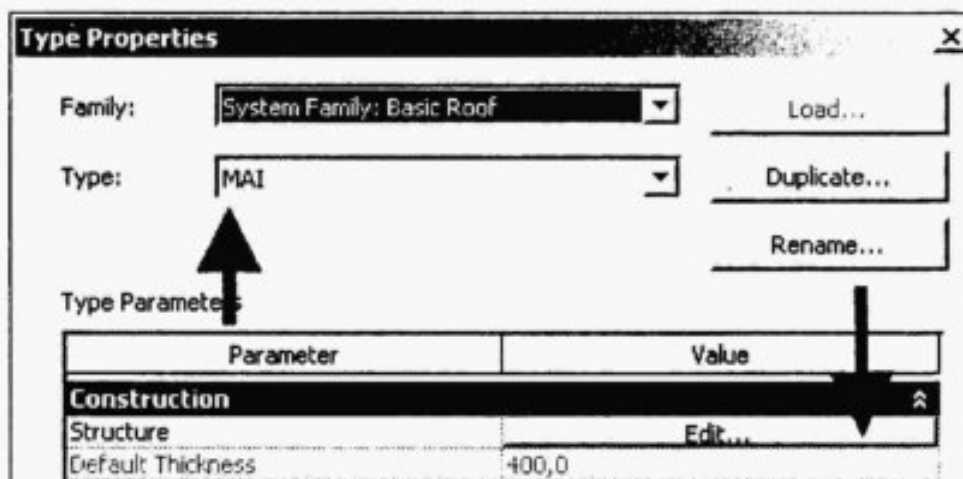 Type Properties
Family: System Family: Basic Roof Load...
Type: MAI Duplicate...
Rename...
Type Parameters
Parameter Value
Construction
Structure Edit...
Default Thickness 400,0